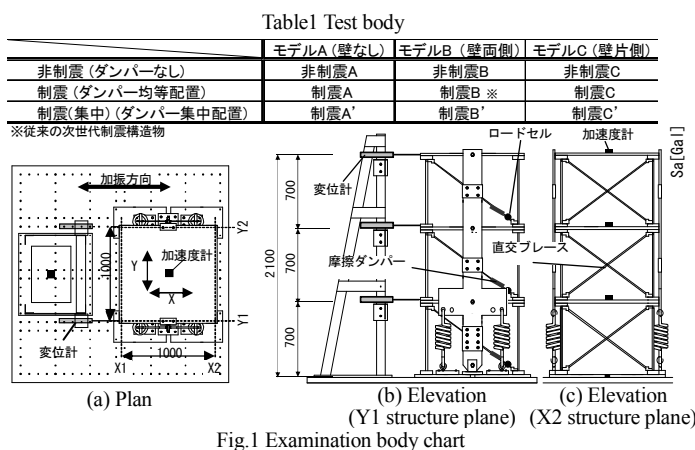 Table1 Test body
モデルA (壁なし) モデルB (壁両側) モデルC (壁片側)
非制震 (ダンパーなし) 非制震A 非制震B 非制震C
制震 (ダンパー均等配置) 制震A 制震B ※ 制震C
制震(集中) (ダンパー集中配置) 制震A’ 制震B’ 制震C’
※従来の次世代制震構造物
ロードセル
加速度計
Sa[Gal]
加振方向
変位計
700
Y2
1000
Y
加速度計
X
2100
700
直交ブレース
摩擦ダンパー
Y1
700
変位計
1000
X1 X2
(a) Plan
(b) Elevation
(Y1 structure plane)
(c) Elevation
(X2 structure plane)
Fig.1 Examination body chart